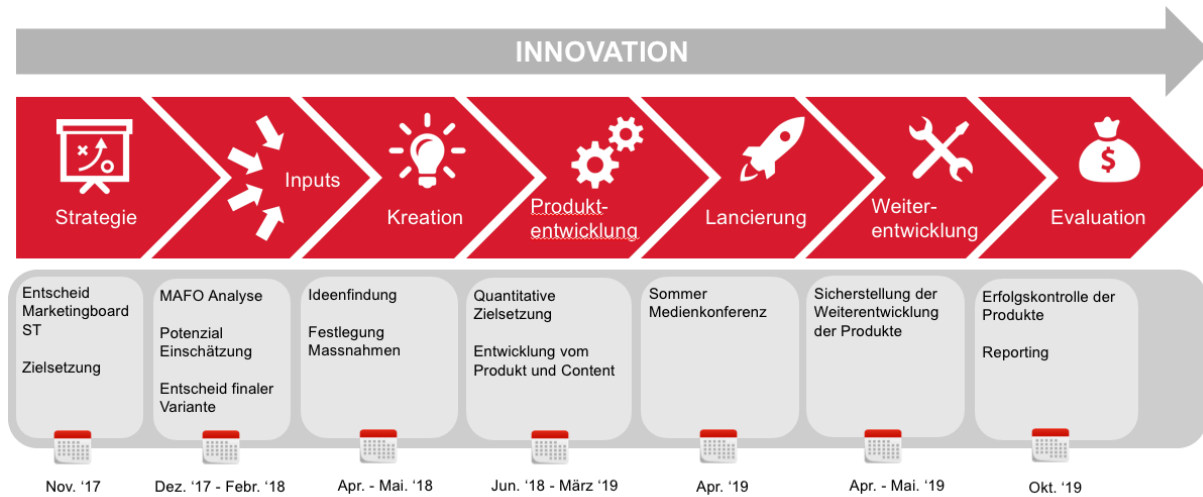 INNOVATION
Strategie
Inputs
Kreation
Produkt-
entwicklung
Lancierung
Weiter-
entwicklung
Evaluation
Entscheid
Marketingboard
ST
Zielsetzung
MAFO Analyse
Potenzial
Einschätzung
Entscheid finaler
Variante
Ideenfindung
Festlegung
Massnahmen
Quantitative
Zielsetzung
Entwicklung vom
Produkt und Content
Sommer
Medienkonferenz
Sicherstellung der
Weiterentwicklung
der Produkte
Erfolgskontrolle der
Produkte
Reporting
Nov. ‘17
Dez. ‘17 - Febr. ‘18
Apr. - Mai. ‘18
Jun. ‘18 - März ‘19
Apr. ‘19
Apr. - Mai. ‘19
Okt. ‘19